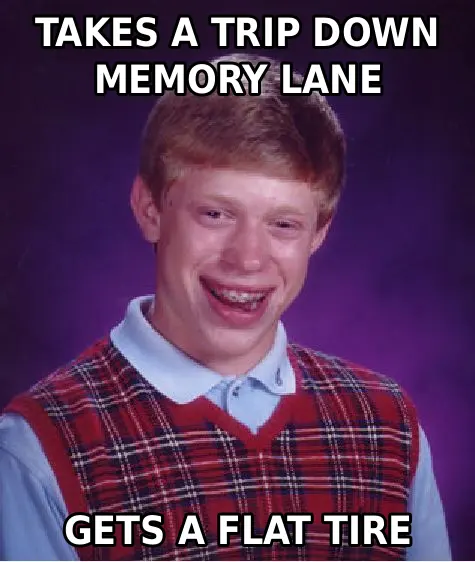 TAKES A TRIP DOWN
MEMORY LANE
GETS A FLAT TIRE